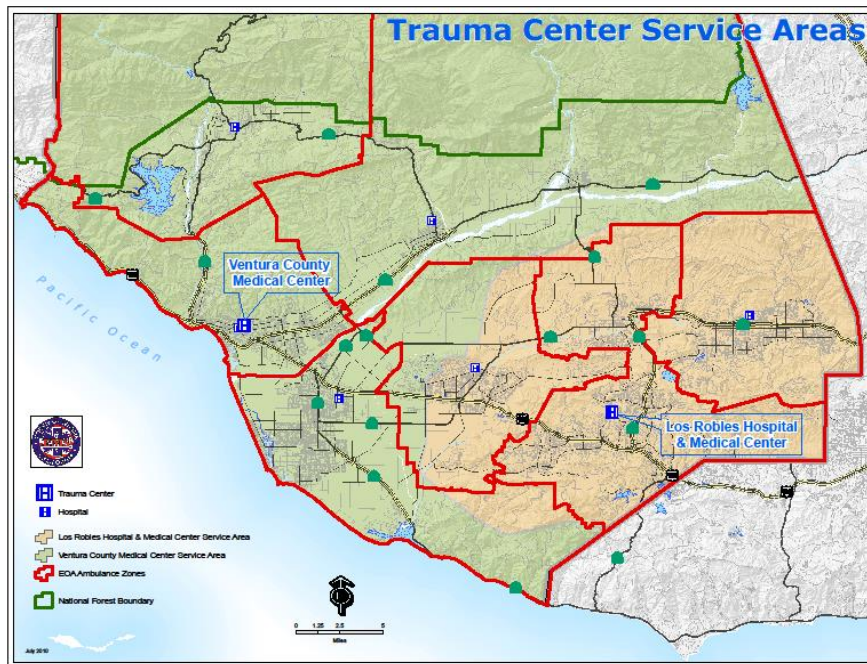 Trauma Center Service Areas
Pacific Ocean
Ventura County
Medical Center
Los Robles Hospital
& Medical Center
Trauma Center
Hospital
Los Robles Hospital & Medical Center Service Area
Ventura County Medical Center Service Area
EOA Ambulance Zones
National Forest Boundary
0 1.25 2.5 5
Miles
July 2010